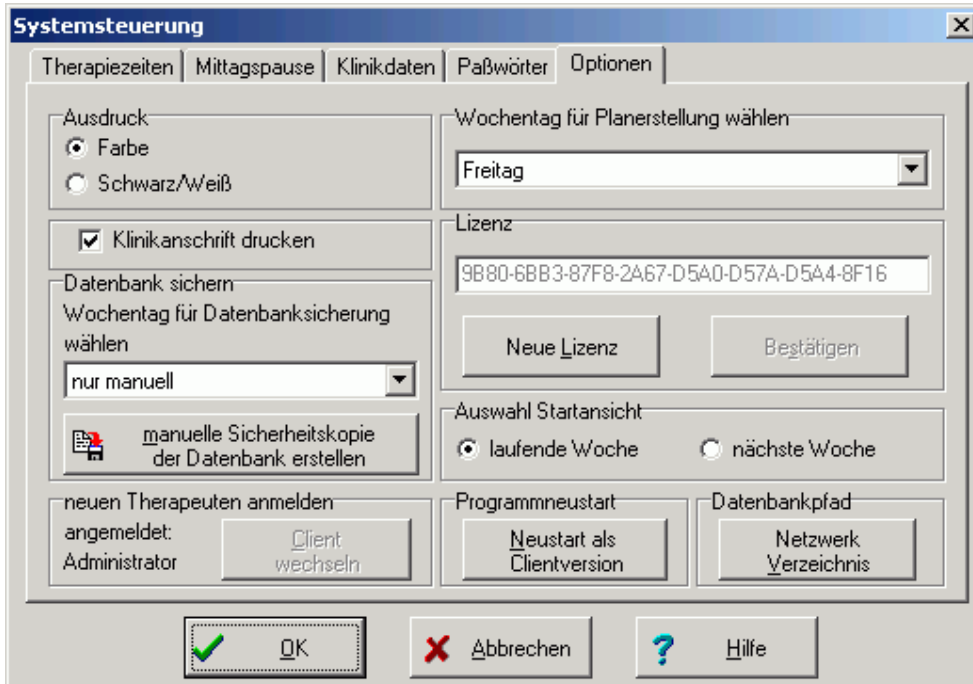 Systemsteuerung
Therapiezeiten
Mittagspause
Klinikdaten
Paßwörter
Optionen
Ausdruck
Farbe
Schwarz/Weiß
Klinikanschrift drucken
Datenbank sichern
Wochentag für Datenbanksicherung
wählen
nur manuell
manuelle Sicherheitskopie
der Datenbank erstellen
neuen Therapeuten anmelden
angemeldet:
Administrator
Client
wechseln
Wochentag für Planerstellung wählen
Freitag
Lizenz
9B80-6BB3-87F8-2A67-D5A0-D57A-D5A4-8F16
Neue Lizenz
Bestätigen
Auswahl Startansicht
laufende Woche
nächste Woche
Programmneustart
Neustart als
Clientversion
Datenbankpfad
Netzwerk
Verzeichnis
OK
Abbrechen
Hilfe